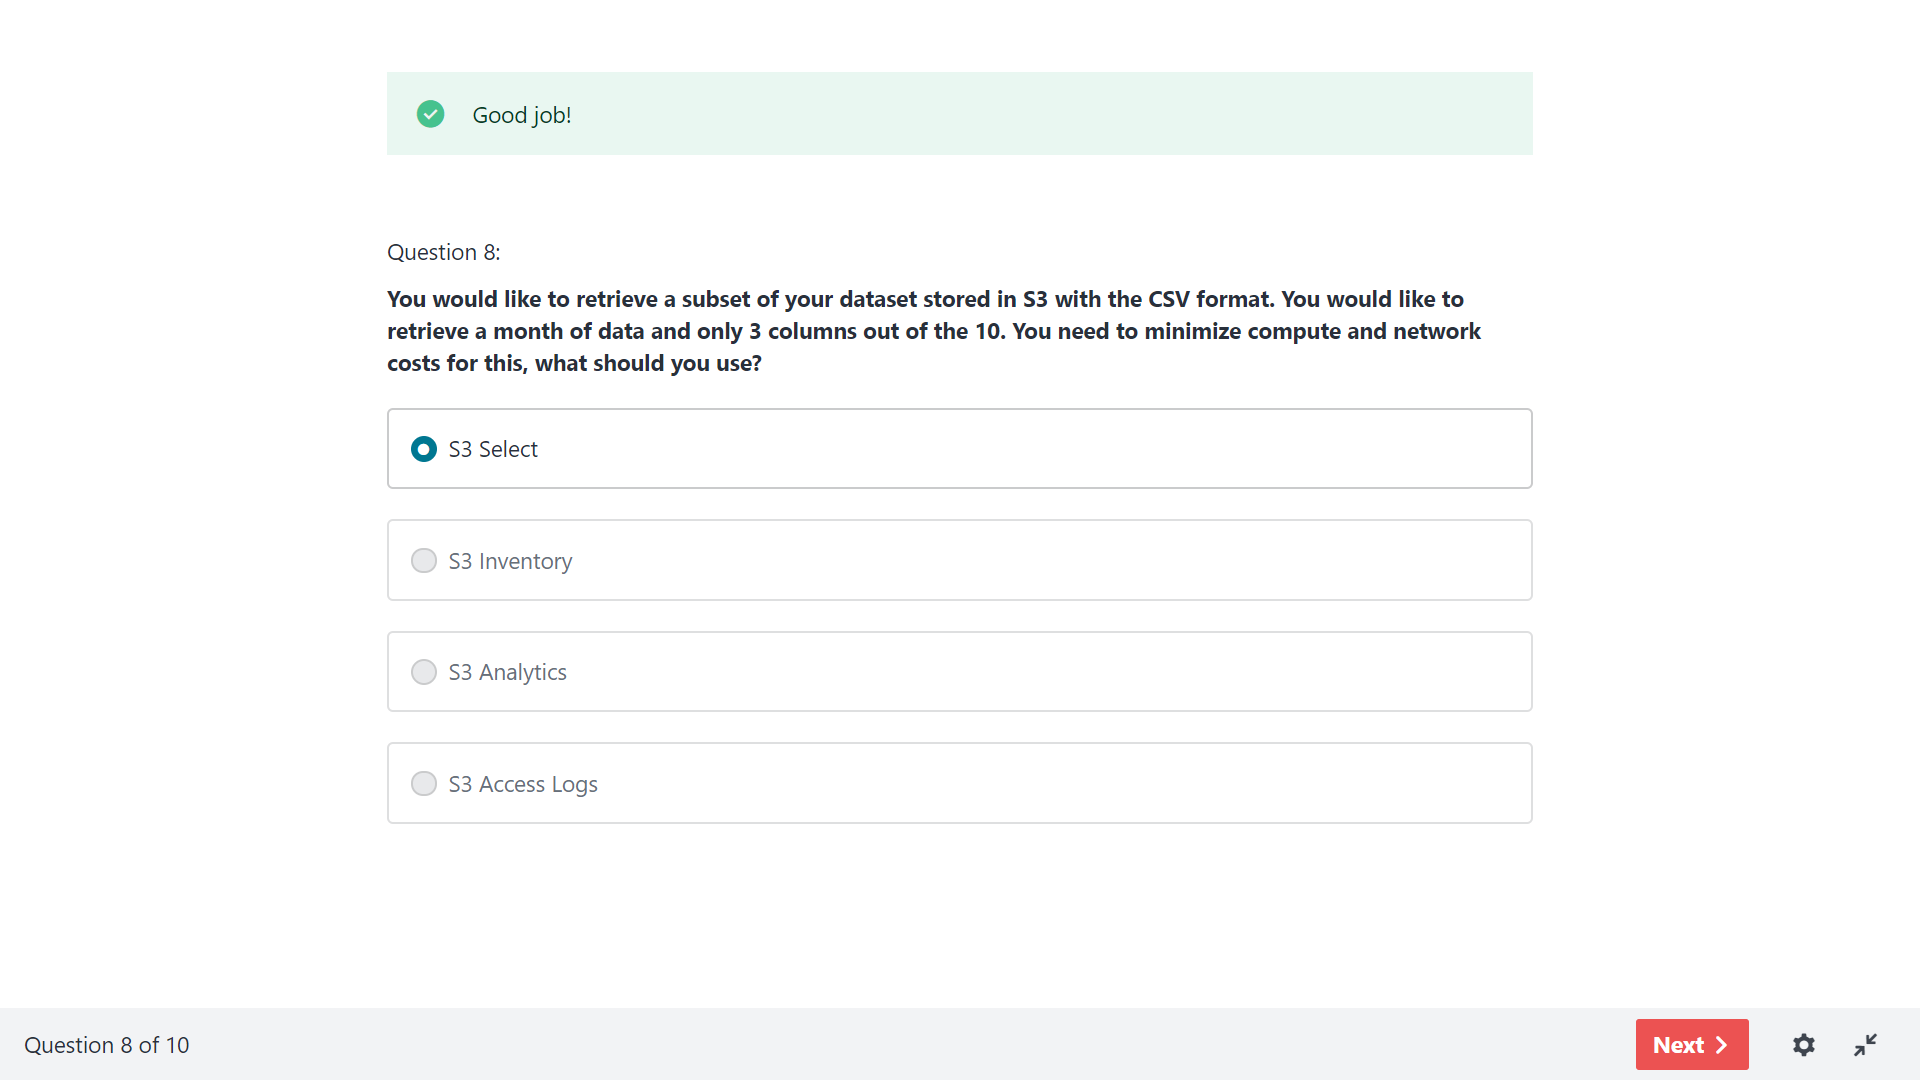 Good job!
Question 8:
You would like to retrieve a subset of your dataset stored in S3 with the CSV format. You would like to
retrieve a month of data and only 3 columns out of the 10. You need to minimize compute and network
costs for this, what should you use?
S3 Select
S3 Inventory
S3 Analytics
S3 Access Logs
Question 8 of 10
Next